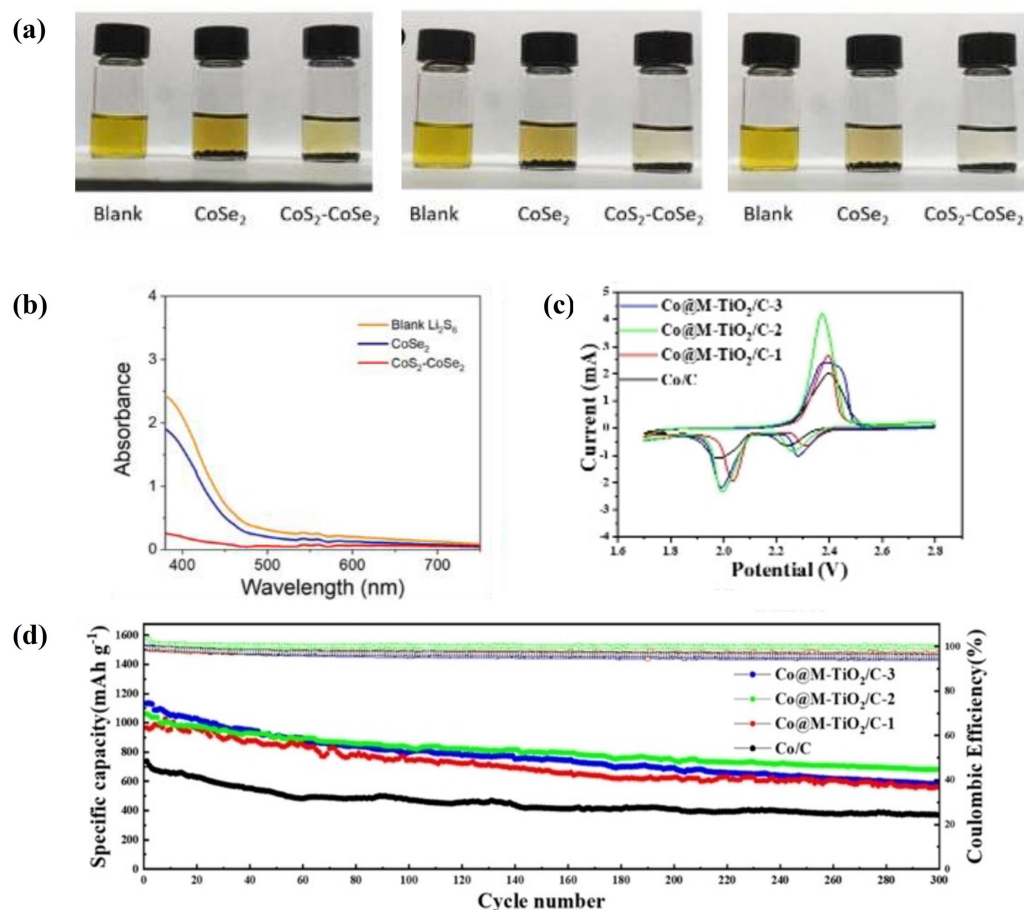 (a)
Blank CoSe₂ CoS₂-CoSe₂
Blank CoSe₂ CoS₂-CoSe₂
Blank CoSe₂ CoS₂-CoSe₂
(b)
4
3
2
1
0
Absorbance
Blank Li₂S₆
CoSe₂
CoS₂-CoSe₂
400 500 600 700
Wavelength (nm)
(c)
5
4
3
2
1
0
-1
-2
-3
-4
Current (mA)
Co@M-TiO₂/C-3
Co@M-TiO₂/C-2
Co@M-TiO₂/C-1
Co/C
1.6 2.0 2.4 2.6 2.8
Potential (V)
(d)
1600
1400
1200
1000
800
600
400
200
0
Specific capacity(mAh g⁻¹)
Co@M-TiO₂/C-3
Co@M-TiO₂/C-2
Co@M-TiO₂/C-1
Co/C
100
80
60
40
20
0
Coulombic Efficiency(%)
0 20 40 60 80 100 120 140 160 180 200 220 240 260 280 300
Cycle number